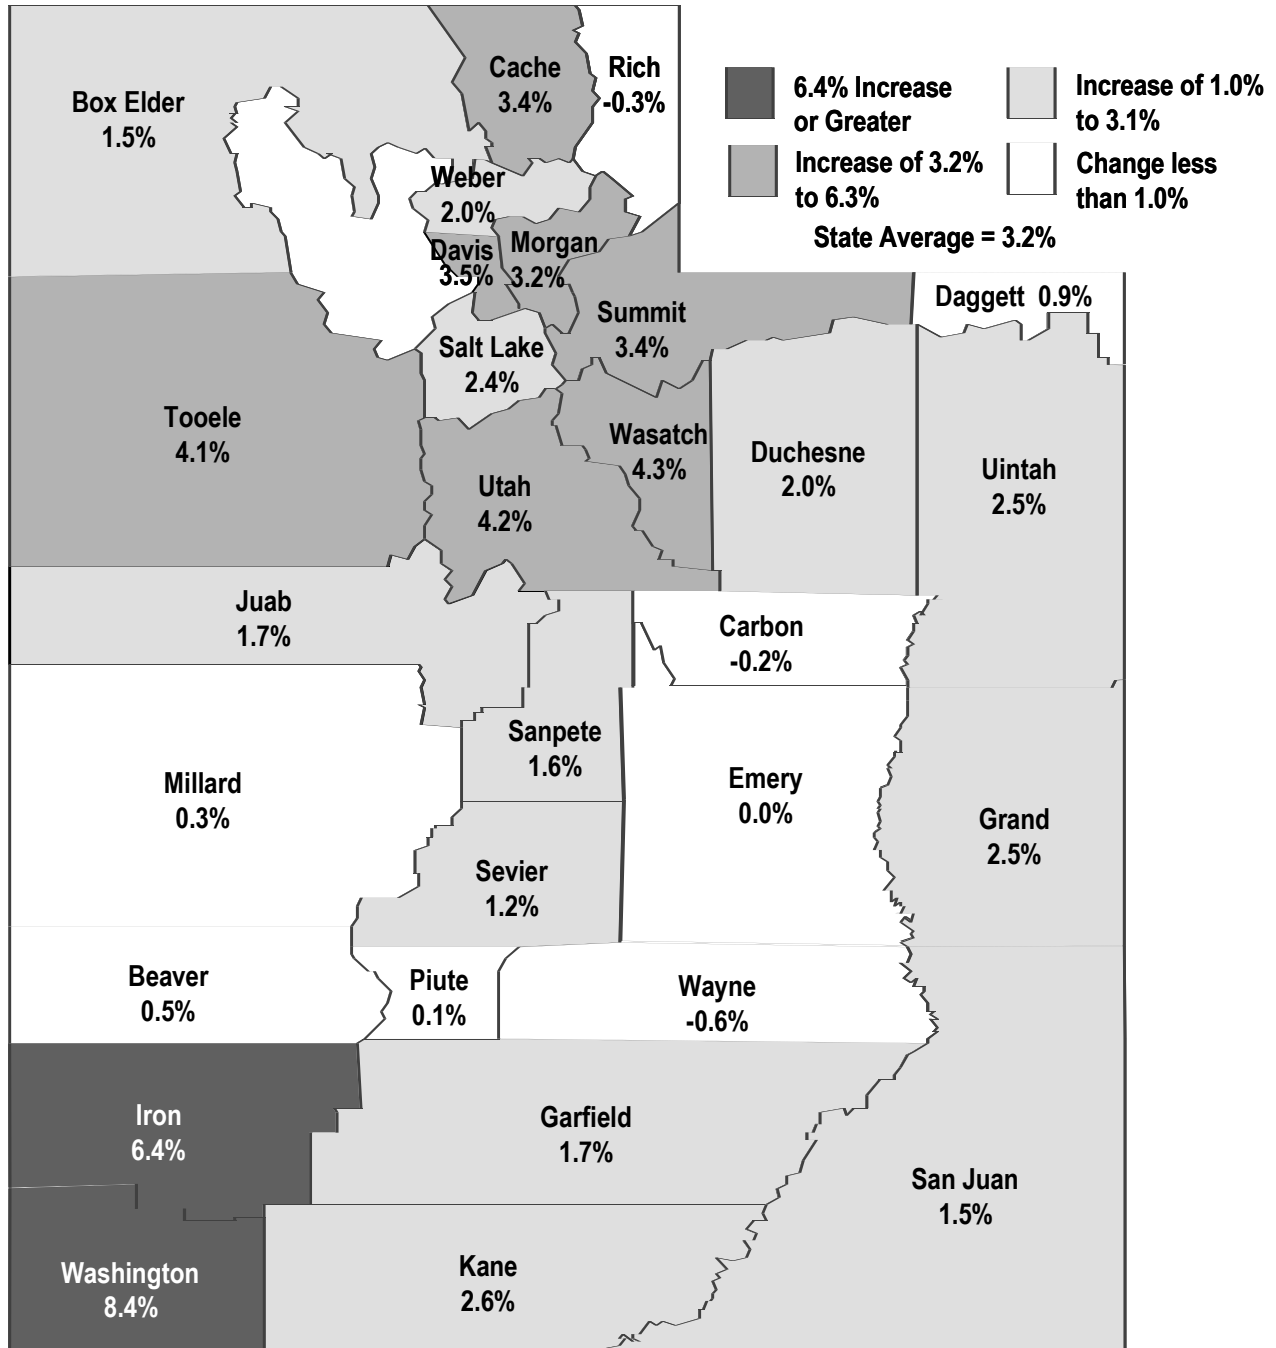 Cache
3.4%
Rich
-0.3%
Box Elder
1.5%
6.4% Increase
or Greater
Increase of 1.0%
to 3.1%
Increase of 3.2%
to 6.3%
Change less
than 1.0%
State Average = 3.2%
Weber
2.0%
Davis
3.5%
Morgan
3.2%
Daggett 0.9%
Summit
3.4%
Salt Lake
2.4%
Tooele
4.1%
Wasatch
4.3%
Duchesne
2.0%
Uintah
2.5%
Utah
4.2%
Juab
1.7%
Carbon
-0.2%
Sanpete
1.6%
Millard
0.3%
Emery
0.0%
Grand
2.5%
Sevier
1.2%
Beaver
0.5%
Piute
0.1%
Wayne
-0.6%
Iron
6.4%
Garfield
1.7%
San Juan
1.5%
Washington
8.4%
Kane
2.6%